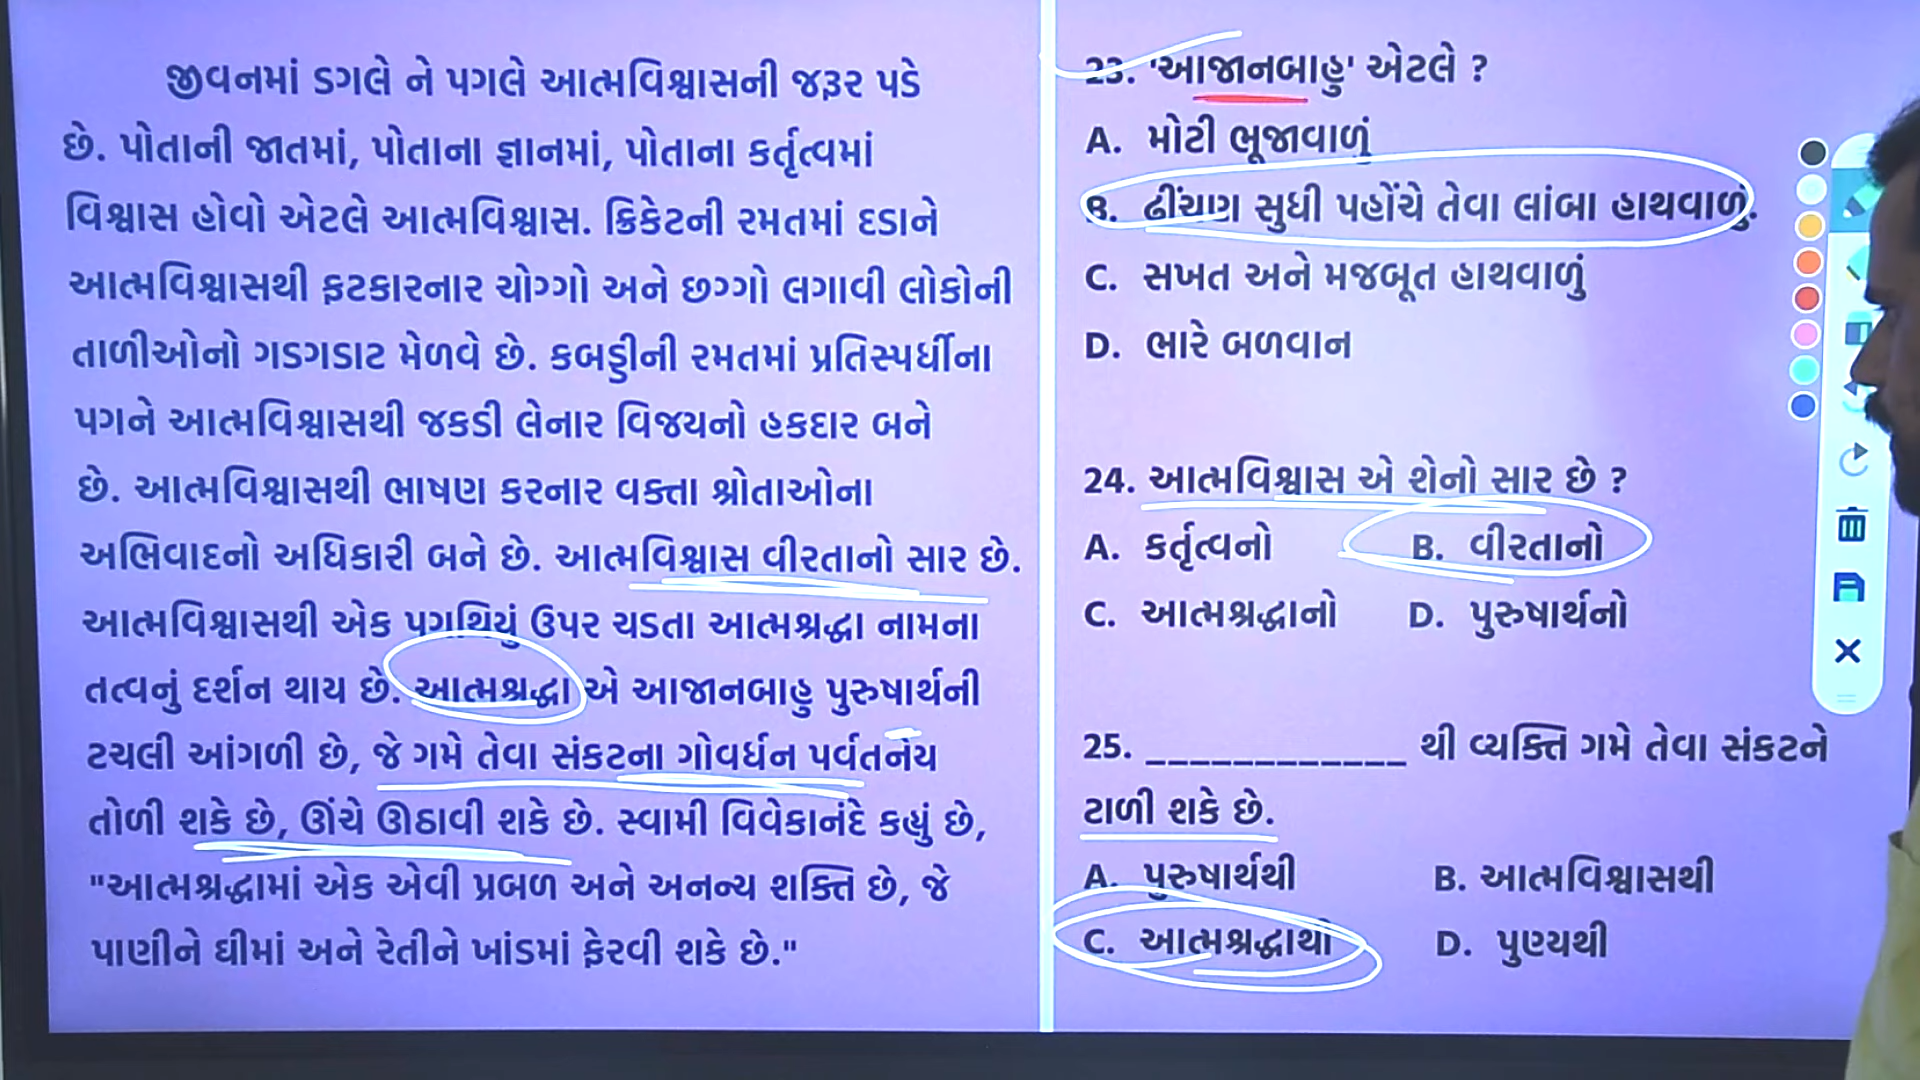 જીવનમાં ડગલે ને પગલે આત્મવિશ્વાસની જરૂર પડે
છે. પોતાની જાતમાં, પોતાના જ્ઞાનમાં, પોતાના કર્તૃત્વમાં
વિશ્વાસ હોવો એટલે આત્મવિશ્વાસ. ક્રિકેટની રમતમાં દડાને
આત્મવિશ્વાસથી ફટકારનાર ચોગ્ગો અને છગ્ગો લગાવી લોકોની
તાળીઓનો ગડગડાટ મેળવે છે. કબડ્ડીની રમતમાં પ્રતિસ્પર્ધીના
પગને આત્મવિશ્વાસથી જકડી લેનાર વિજયનો હકદાર બને
છે. આત્મવિશ્વાસથી ભાષણ કરનાર વક્તા શ્રોતાઓના
અભિવાદનો અધિકારી બને છે. આત્મવિશ્વાસ વીરતાનો સાર છે.
આત્મવિશ્વાસથી એક પગથિયું ઉપર ચડતા આત્મશ્રદ્ધા નામના
તત્વનું દર્શન થાય છે. આત્મશ્રદ્ધા એ આજાનબાહુ પુરુષાર્થની
ટચલી આંગળી છે, જે ગમે તેવા સંકટના ગોવર્ધન પર્વતનેય
તોળી શકે છે, ઊંચે ઊઠાવી શકે છે. સ્વામી વિવેકાનંદે કહ્યું છે,
"આત્મશ્રદ્ધામાં એક એવી પ્રબળ અને અનન્ય શક્તિ છે, જે
પાણીને ઘીમાં અને રેતીને ખાંડમાં ફેરવી શકે છે."
23. 'આજાનબાહુ' એટલે ?
A. મોટી ભૂજાવાળું
B. ઢીંચણ સુધી પહોંચે તેવા લાંબા હાથવાળું.
C. સખત અને મજબૂત હાથવાળું
D. ભારે બળવાન
24. આત્મવિશ્વાસ એ શેનો સાર છે ?
A. કર્તૃત્વનો B. વીરતાનો
C. આત્મશ્રદ્ધાનો D. પુરુષાર્થનો
25. ____________ થી વ્યક્તિ ગમે તેવા સંકટને
ટાળી શકે છે.
A. પુરુષાર્થથી B. આત્મવિશ્વાસથી
C. આત્મશ્રદ્ધાથી D. પુણ્યથી